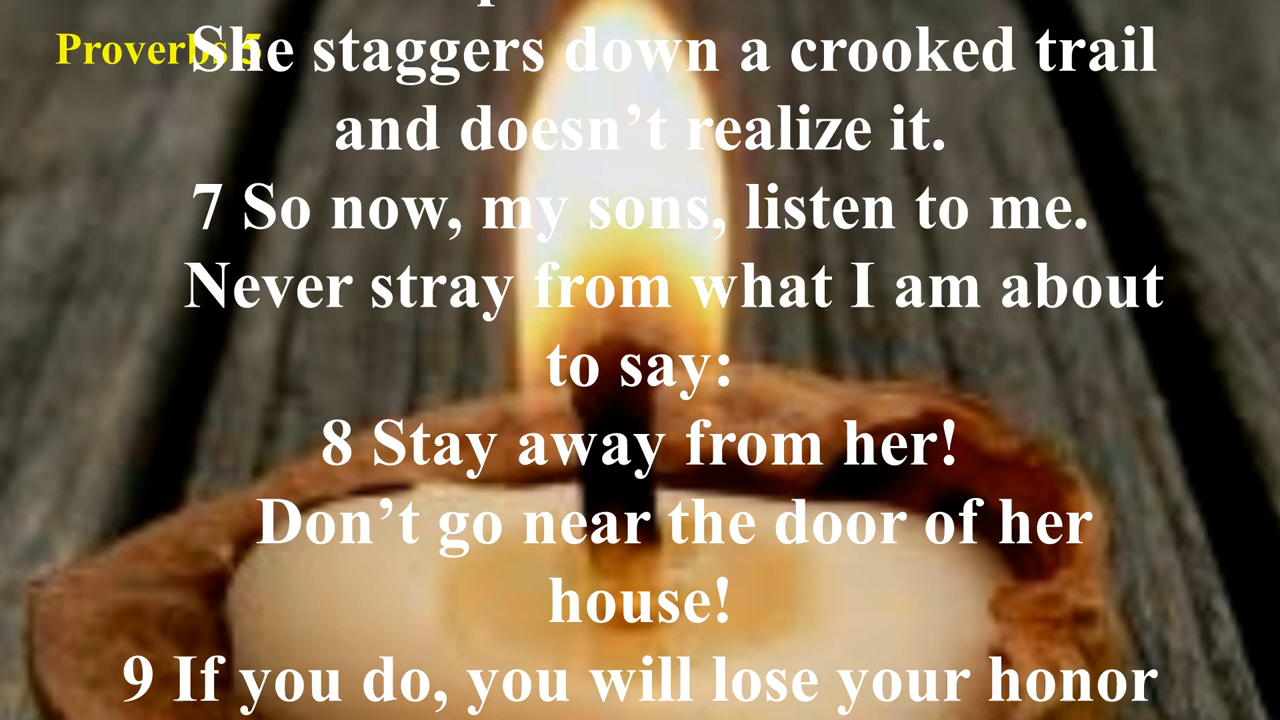 Proverbs 5
She staggers down a crooked trail
and doesn’t realize it.
7 So now, my sons, listen to me.
Never stray from what I am about
to say:
8 Stay away from her!
Don’t go near the door of her
house!
9 If you do, you will lose your honor